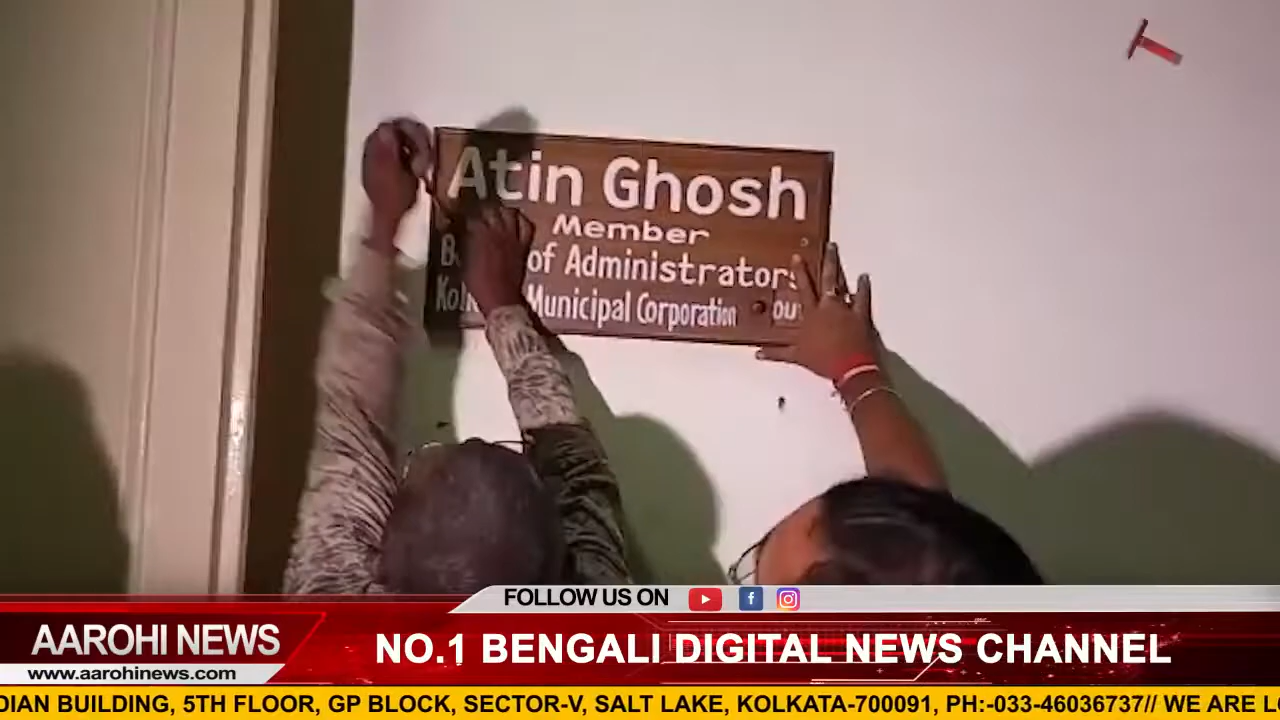 Atin Ghosh
Member
of Administrators
Municipal Corporation
FOLLOW US ON
AAROHI NEWS
www.aarohinews.com
NO.1 BENGALI DIGITAL NEWS CHANNEL
BUILDING, 5TH FLOOR, GP BLOCK, SECTOR-V, SALT LAKE, KOLKATA-700091, PH:-033-46036737// WE ARE